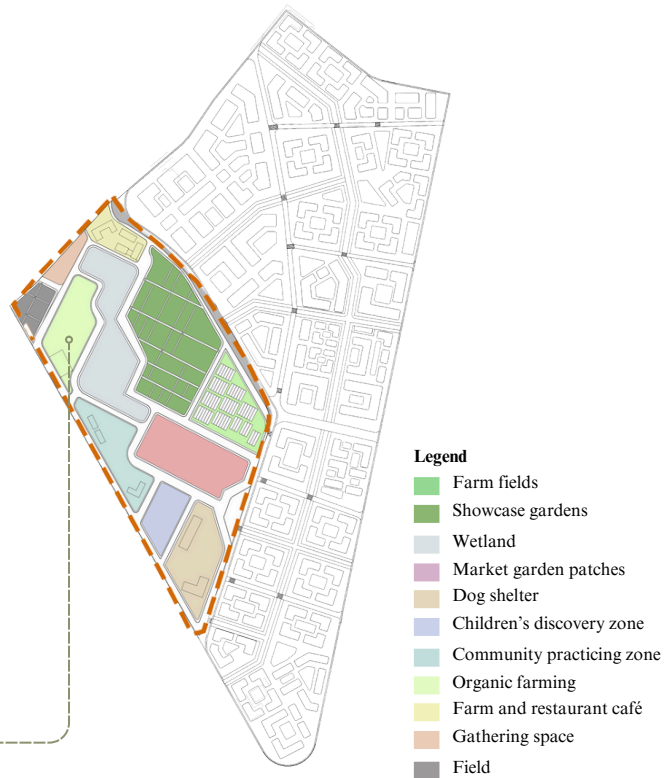 Legend
Farm fields
Showcase gardens
Wetland
Market garden patches
Dog shelter
Children’s discovery zone
Community practicing zone
Organic farming
Farm and restaurant café
Gathering space
Field